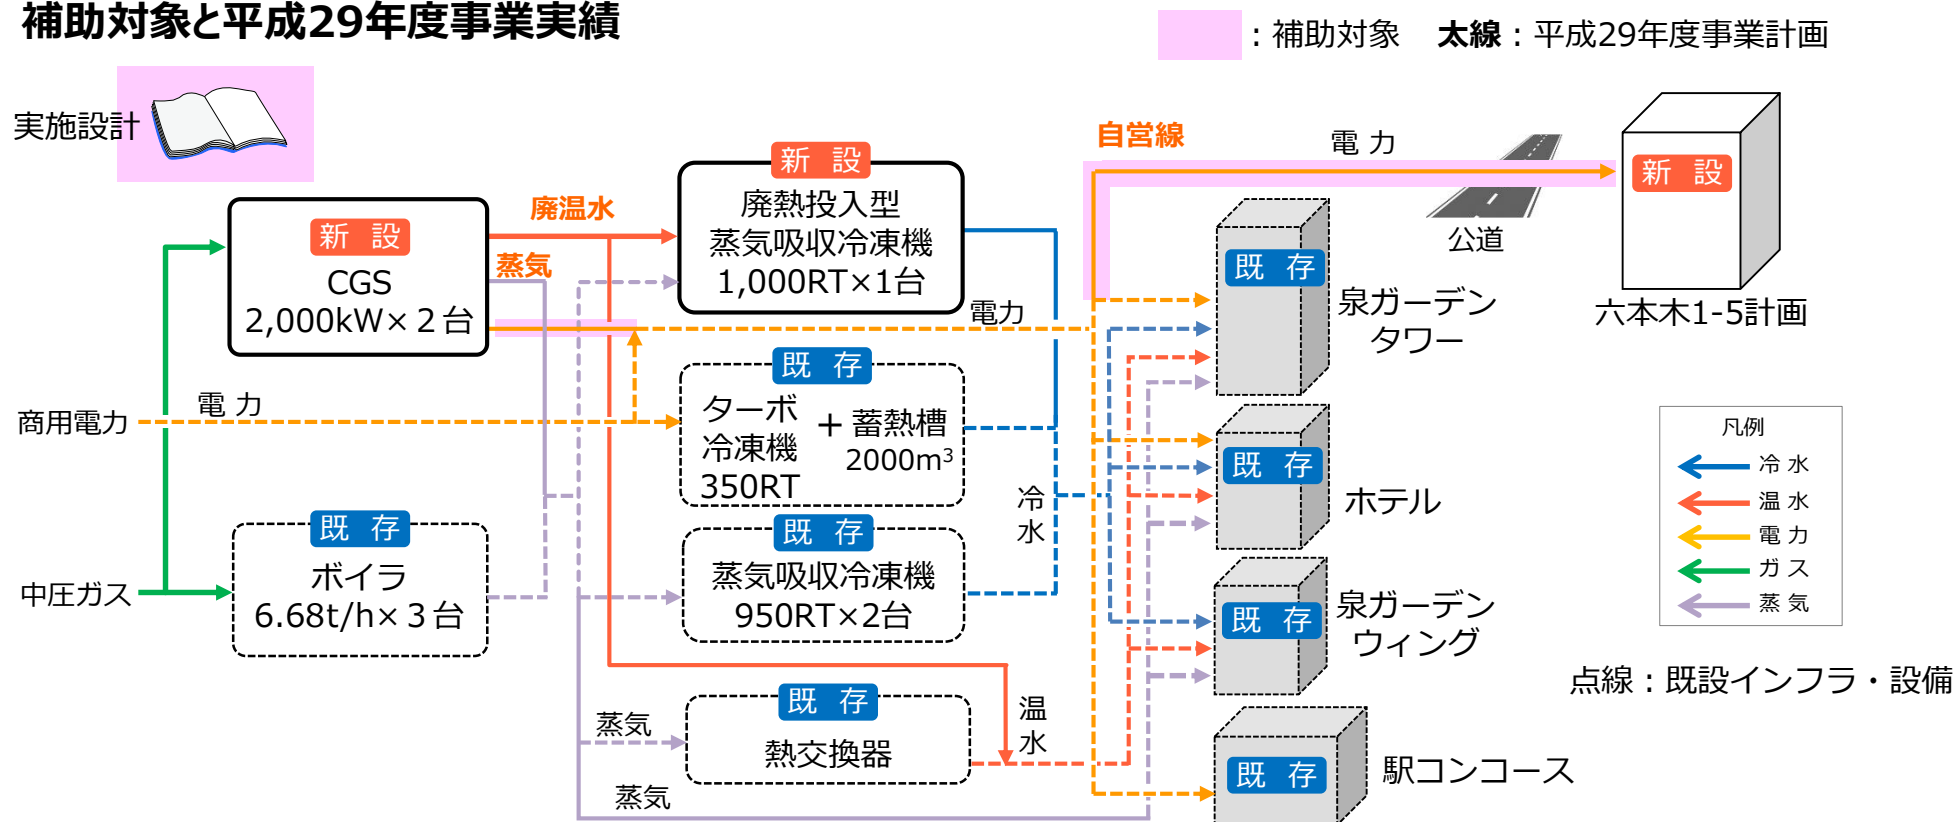 補助対象と平成29年度事業実績
：補助対象　太線：平成29年度事業計画
実施設計
新 設
CGS
2,000kW×２台
廃温水
蒸気
新 設
廃熱投入型
蒸気吸収冷凍機
1,000RT×1台
自営線
電 力
公道
新 設
六本木1-5計画
電力
既 存
泉ガーデン
タワー
商用電力
電 力
既 存
ターボ
冷凍機
350RT
＋蓄熱槽
2000m³
冷
水
既 存
ホテル
凡例
冷 水
温 水
電 力
ガ ス
蒸 気
中圧ガス
既 存
ボイラ
6.68t/h×３台
既 存
蒸気吸収冷凍機
950RT×2台
既 存
泉ガーデン
ウィング
点線：既設インフラ・設備
蒸気
既 存
熱交換器
温
水
蒸気
既 存
駅コンコース